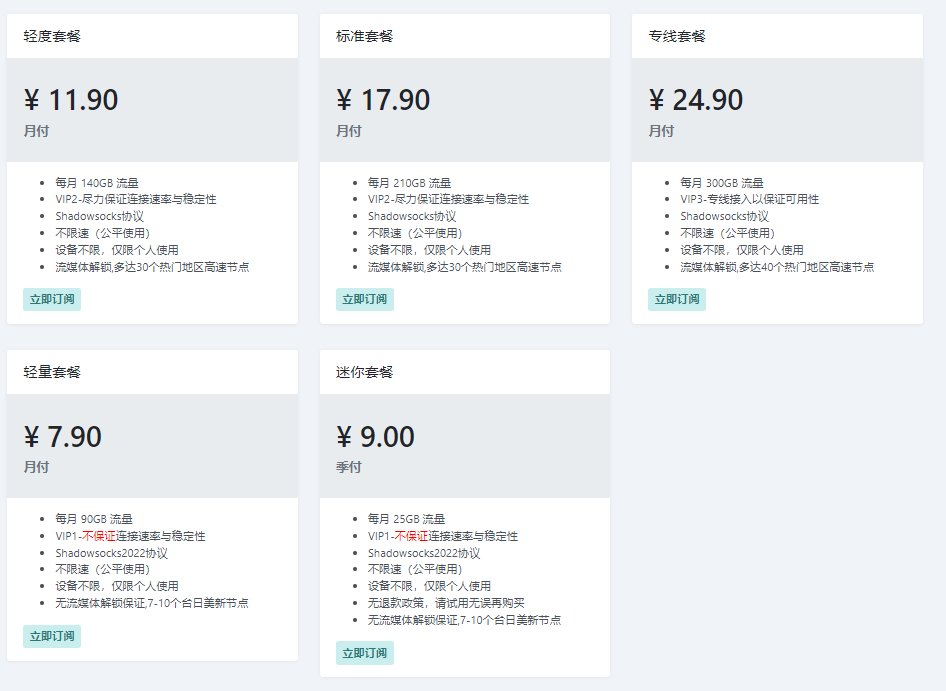 轻度套餐
¥ 11.90
月付
每月 140GB 流量
VIP2-尽力保证连接速率与稳定性
Shadowsocks协议
不限速（公平使用）
设备不限，仅限个人使用
流媒体解锁,多达30个热门地区高速节点
立即订阅
标准套餐
¥ 17.90
月付
每月 210GB 流量
VIP2-尽力保证连接速率与稳定性
Shadowsocks协议
不限速（公平使用）
设备不限，仅限个人使用
流媒体解锁,多达30个热门地区高速节点
立即订阅
专线套餐
¥ 24.90
月付
每月 300GB 流量
VIP3-专线接入以保证可用性
Shadowsocks协议
不限速（公平使用）
设备不限，仅限个人使用
流媒体解锁,多达40个热门地区高速节点
立即订阅
轻量套餐
¥ 7.90
月付
每月 90GB 流量
VIP1-不保证连接速率与稳定性
Shadowsocks2022协议
不限速（公平使用）
设备不限，仅限个人使用
无流媒体解锁保证,7-10个台日美新节点
立即订阅
迷你套餐
¥ 9.00
季付
每月 25GB 流量
VIP1-不保证连接速率与稳定性
Shadowsocks2022协议
不限速（公平使用）
设备不限，仅限个人使用
无退款政策，请试用无误再购买
无流媒体解锁保证,7-10个台日美新节点
立即订阅